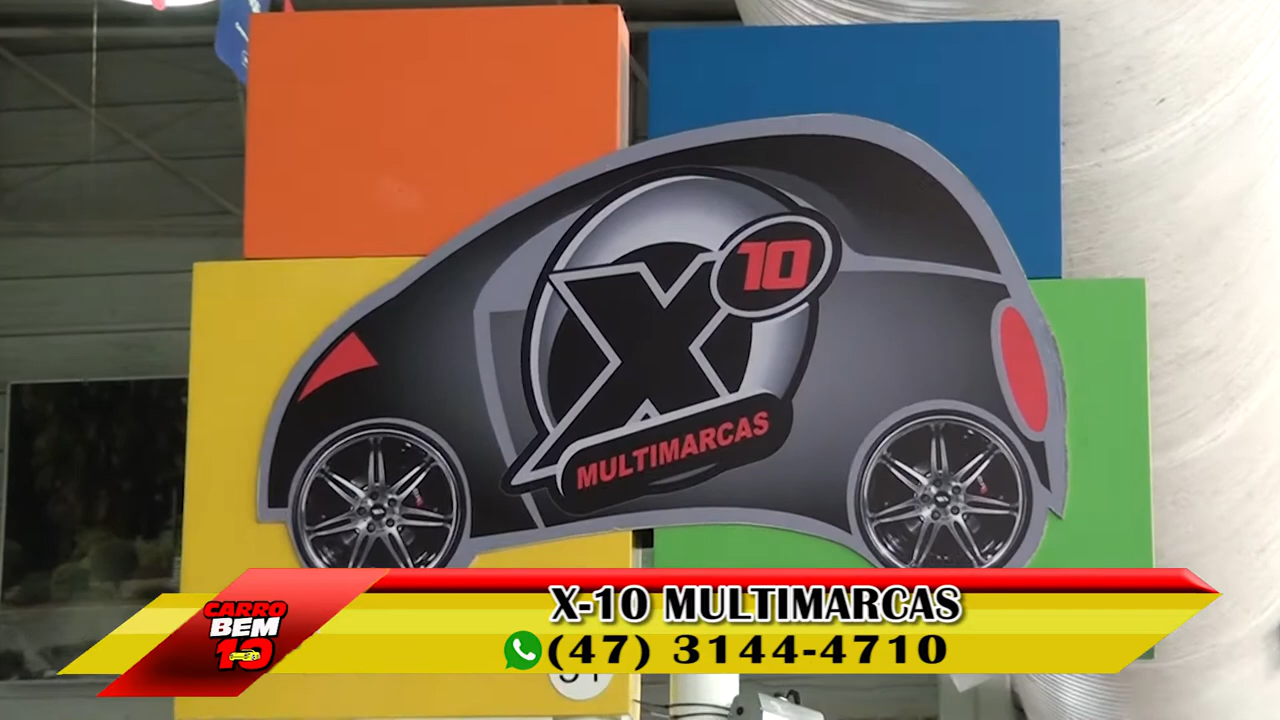 X
10
MULTIMARCAS
CARRO
BEM
10
X-10 MULTIMARCAS
(47) 3144-4710